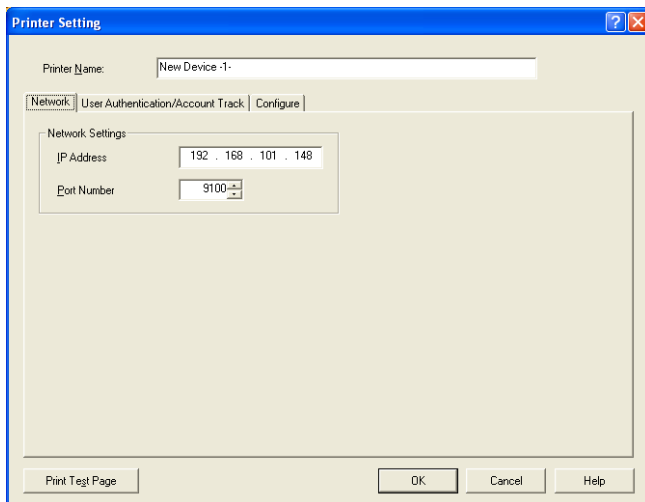 Printer Setting
Printer Name: New Device -1-
Network User Authentication/Account Track Configure
Network Settings
IP Address 192 . 168 . 101 . 148
Port Number 9100
Print Test Page OK Cancel Help